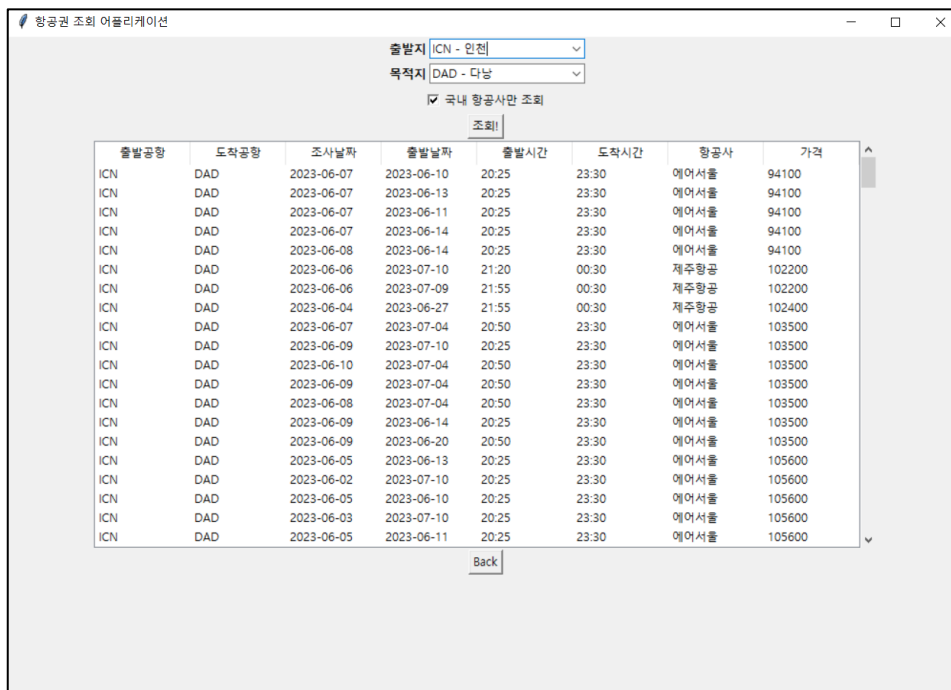 항공권 조회 어플리케이션
출발지 ICN - 인천
목적지 DAD - 다낭
국내 항공사만 조회
조회!
출발공항 도착공항 조사날짜 출발날짜 출발시간 도착시간 항공사 가격
ICN DAD 2023-06-07 2023-06-10 20:25 23:30 에어서울 94100
ICN DAD 2023-06-07 2023-06-13 20:25 23:30 에어서울 94100
ICN DAD 2023-06-07 2023-06-11 20:25 23:30 에어서울 94100
ICN DAD 2023-06-07 2023-06-14 20:25 23:30 에어서울 94100
ICN DAD 2023-06-08 2023-06-14 20:25 23:30 에어서울 94100
ICN DAD 2023-06-06 2023-07-10 21:20 00:30 제주항공 102200
ICN DAD 2023-06-06 2023-07-09 21:55 00:30 제주항공 102200
ICN DAD 2023-06-04 2023-06-27 21:55 00:30 제주항공 102400
ICN DAD 2023-06-07 2023-07-04 20:50 23:30 에어서울 103500
ICN DAD 2023-06-09 2023-07-10 20:25 23:30 에어서울 103500
ICN DAD 2023-06-10 2023-07-04 20:50 23:30 에어서울 103500
ICN DAD 2023-06-09 2023-07-04 20:50 23:30 에어서울 103500
ICN DAD 2023-06-08 2023-07-04 20:50 23:30 에어서울 103500
ICN DAD 2023-06-09 2023-06-14 20:25 23:30 에어서울 103500
ICN DAD 2023-06-09 2023-06-20 20:50 23:30 에어서울 103500
ICN DAD 2023-06-05 2023-06-13 20:25 23:30 에어서울 105600
ICN DAD 2023-06-02 2023-07-10 20:25 23:30 에어서울 105600
ICN DAD 2023-06-05 2023-06-10 20:25 23:30 에어서울 105600
ICN DAD 2023-06-03 2023-07-10 20:25 23:30 에어서울 105600
ICN DAD 2023-06-05 2023-06-11 20:25 23:30 에어서울 105600
Back